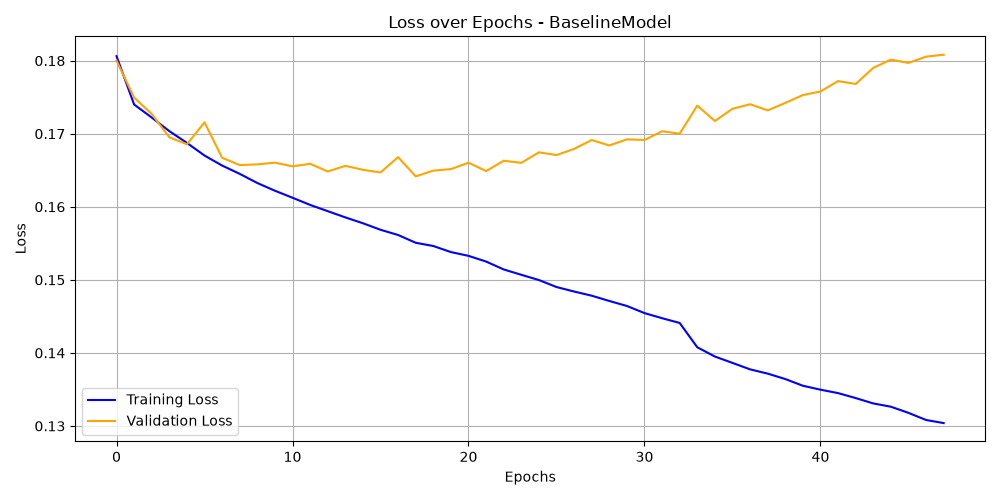 Loss over Epochs - BaselineModel
0.18
0.17
0.16
0.15
0.14
0.13
Loss
Training Loss
Validation Loss
0
10
20
30
40
Epochs